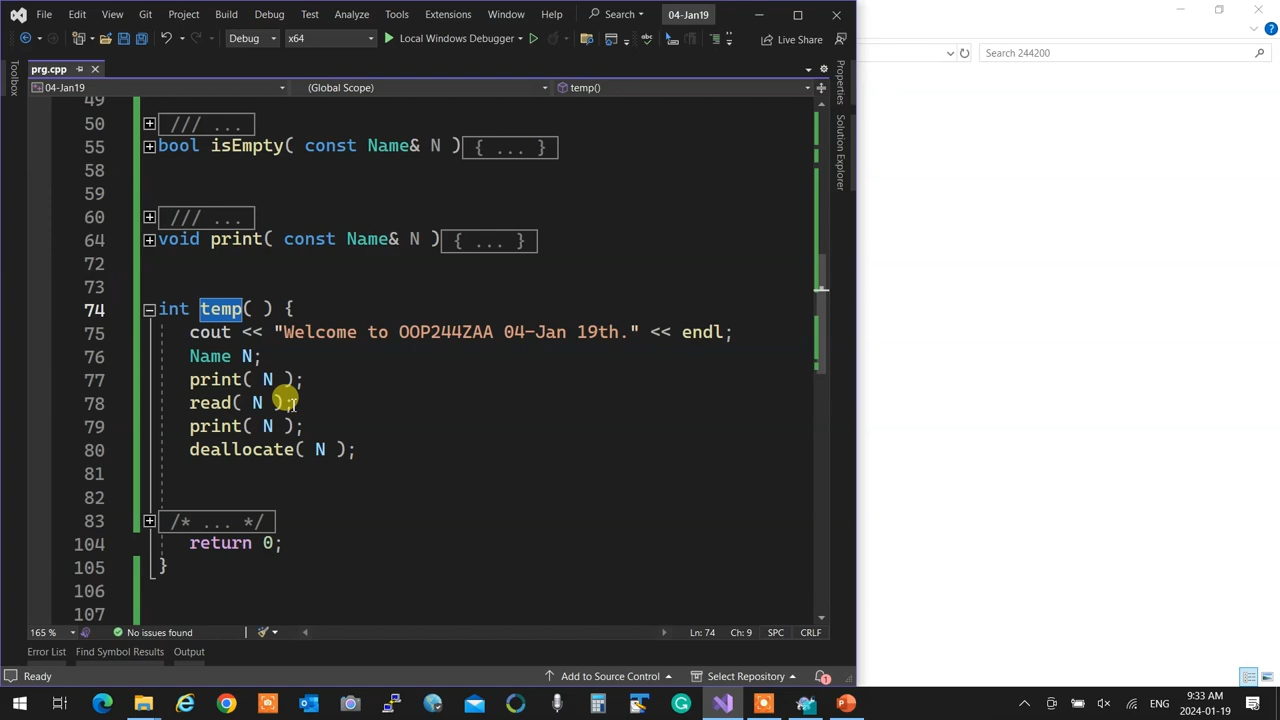 File Edit View Git Project Build Debug Test Analyze Tools Extensions Window Help Search 04-Jan19
Debug x64 Local Windows Debugger Live Share
Search 244200
prg.cpp
04-Jan19 (Global Scope) temp()
Toolbox
Properties
Solution Explorer
49
50 /// ...
55 bool isEmpty( const Name& N ) { ... }
58
59
60 /// ...
64 void print( const Name& N ) { ... }
72
73
74 int temp( ) {
75 cout << "Welcome to OOP244ZAA 04-Jan 19th." << endl;
76 Name N;
77 print( N );
78 read( N );
79 print( N );
80 deallocate( N );
81
82
83 /* ... */
104 return 0;
105 }
106
107
165 % No issues found Ln: 74 Ch: 9 SPC CRLF
Error List Find Symbol Results Output
Ready Add to Source Control Select Repository 1
ENG 9:33 AM
2024-01-19